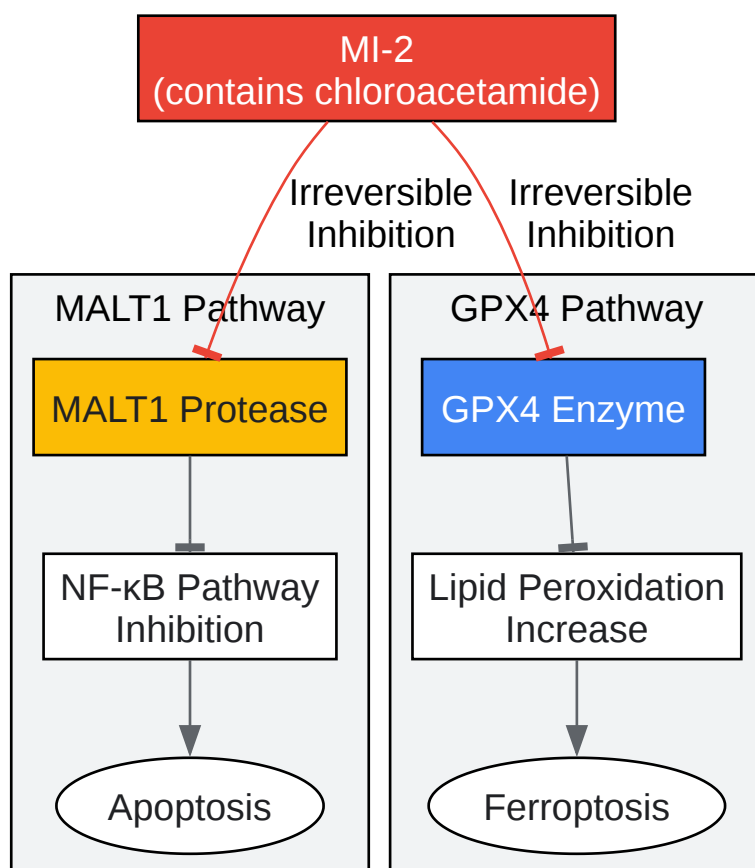 MI-2
(contains chloroacetamide)
Irreversible
Inhibition
Irreversible
Inhibition
MALT1 Pathway
GPX4 Pathway
MALT1 Protease
GPX4 Enzyme
NF-κB Pathway
Inhibition
Lipid Peroxidation
Increase
Apoptosis
Ferroptosis